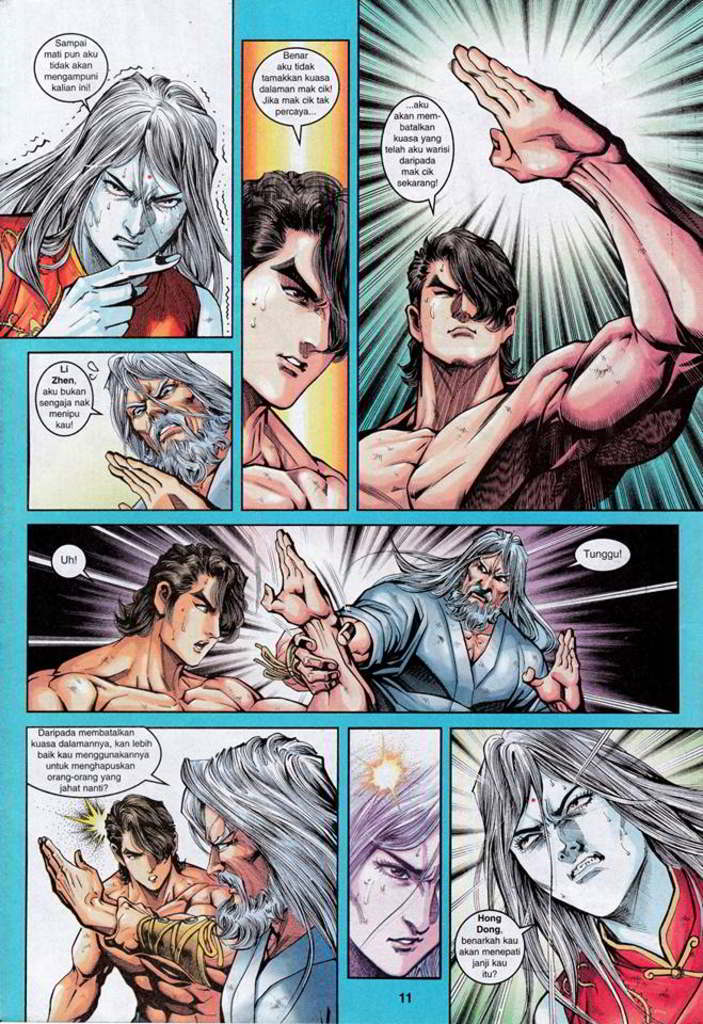 Sampai
mati pun aku
tidak akan
mengampuni
kalian ini!
Benar
aku tidak
tamakkan kuasa
dalaman mak cik!
Jika mak cik tak
percaya...
...aku
akan mem-
batalkan
kuasa yang
telah aku warisi
daripada
mak cik
sekarang!
Li
Zhen,
aku bukan
sengaja nak
menipu
kau!
Uh!
Tunggu!
Daripada membatalkan
kuasa dalamannya, kan lebih
baik kau menggunakannya
untuk menghapuskan
orang-orang yang
jahat nanti?
Hong
Dong,
benarkah kau
akan menepati
janji kau
itu?
11